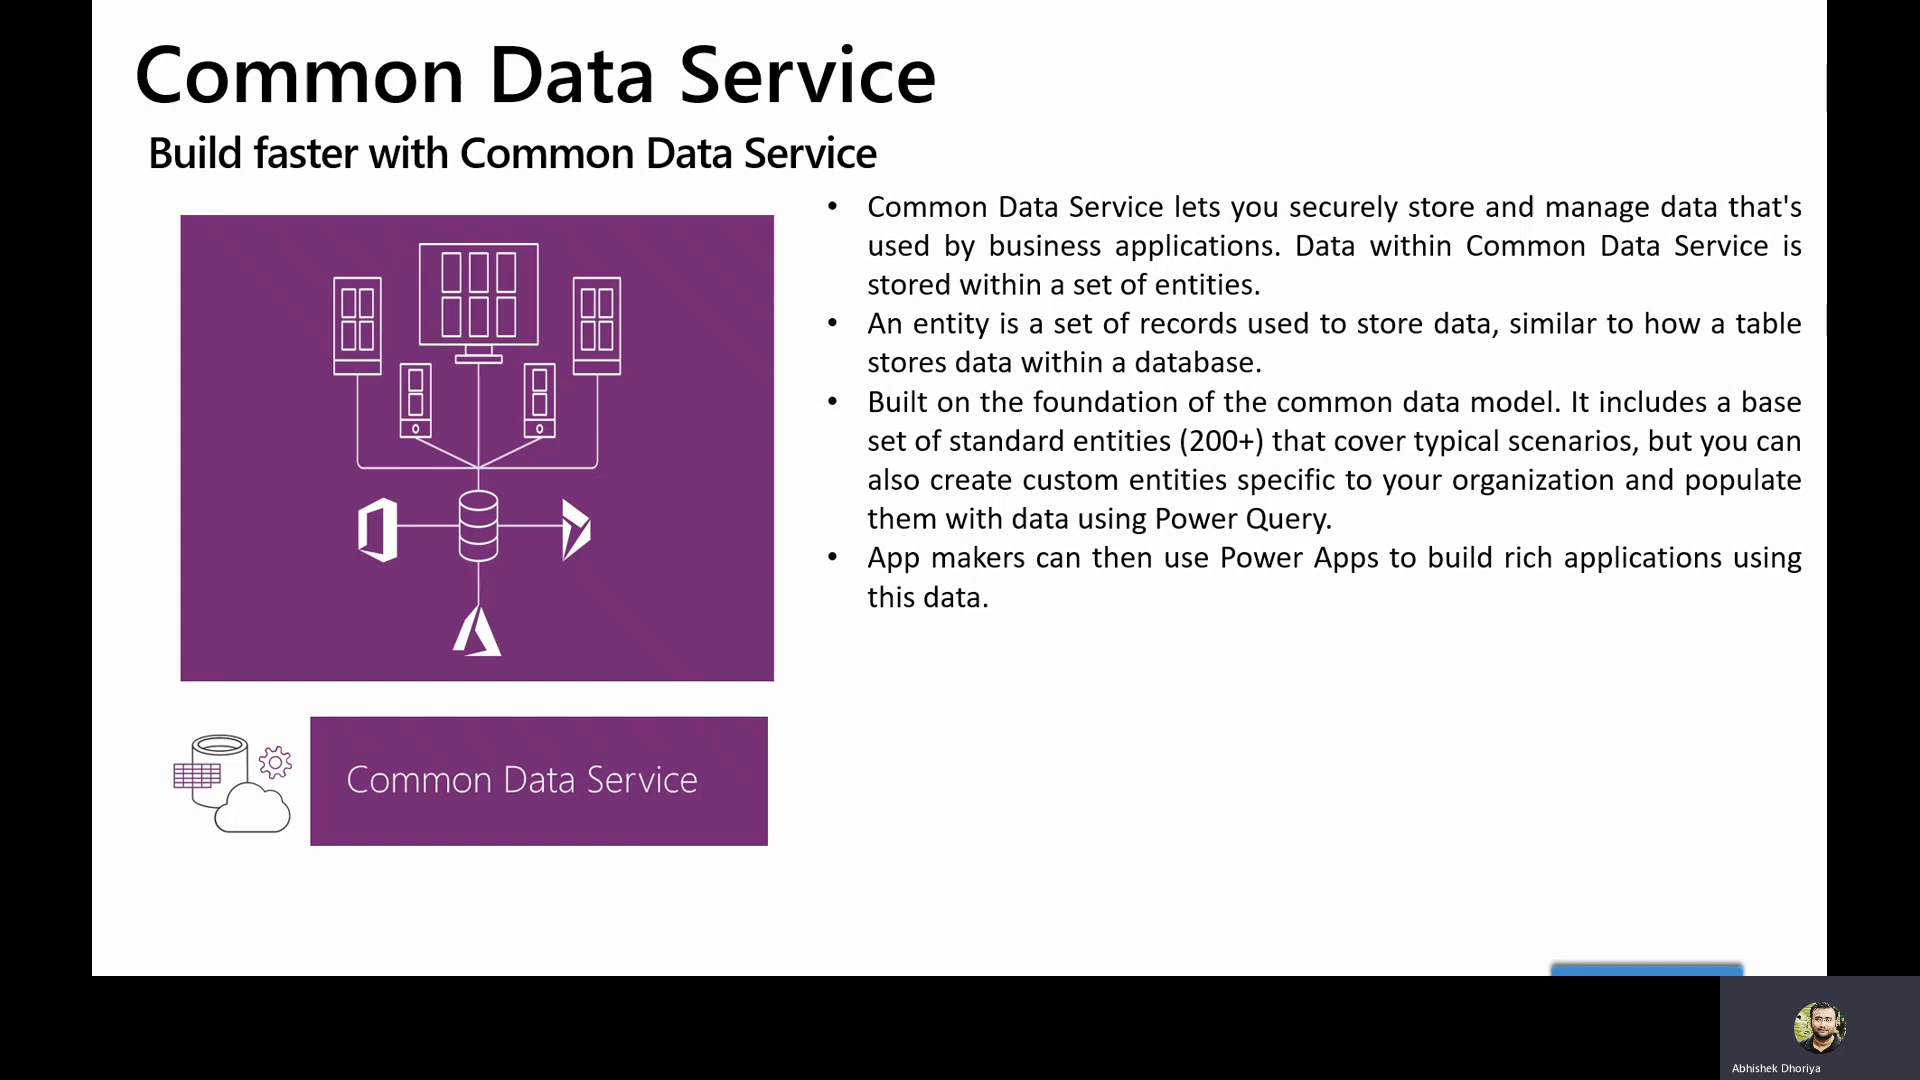 Common Data Service
Build faster with Common Data Service
• Common Data Service lets you securely store and manage data that's
used by business applications. Data within Common Data Service is
stored within a set of entities.
• An entity is a set of records used to store data, similar to how a table
stores data within a database.
• Built on the foundation of the common data model. It includes a base
set of standard entities (200+) that cover typical scenarios, but you can
also create custom entities specific to your organization and populate
them with data using Power Query.
• App makers can then use Power Apps to build rich applications using
this data.
Common Data Service
Abhishek Dhoriya